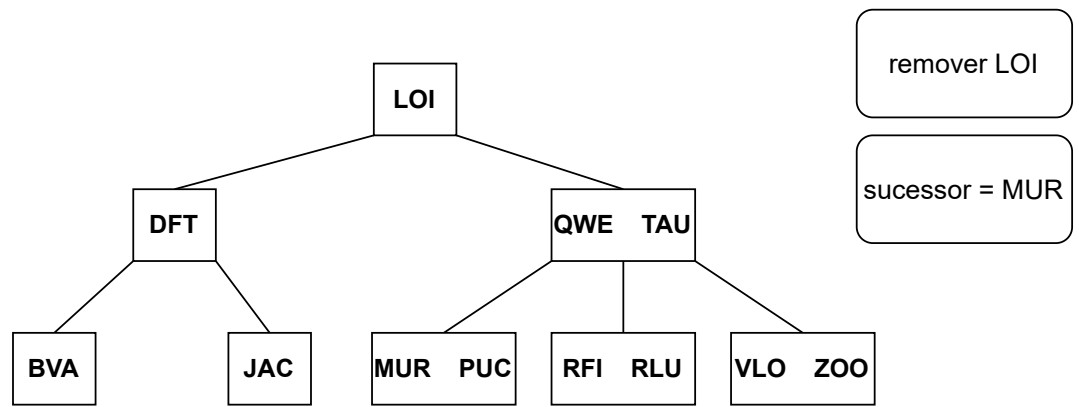 remover LOI
LOI
sucessor = MUR
DFT
QWE TAU
BVA
JAC
MUR PUC
RFI RLU
VLO ZOO